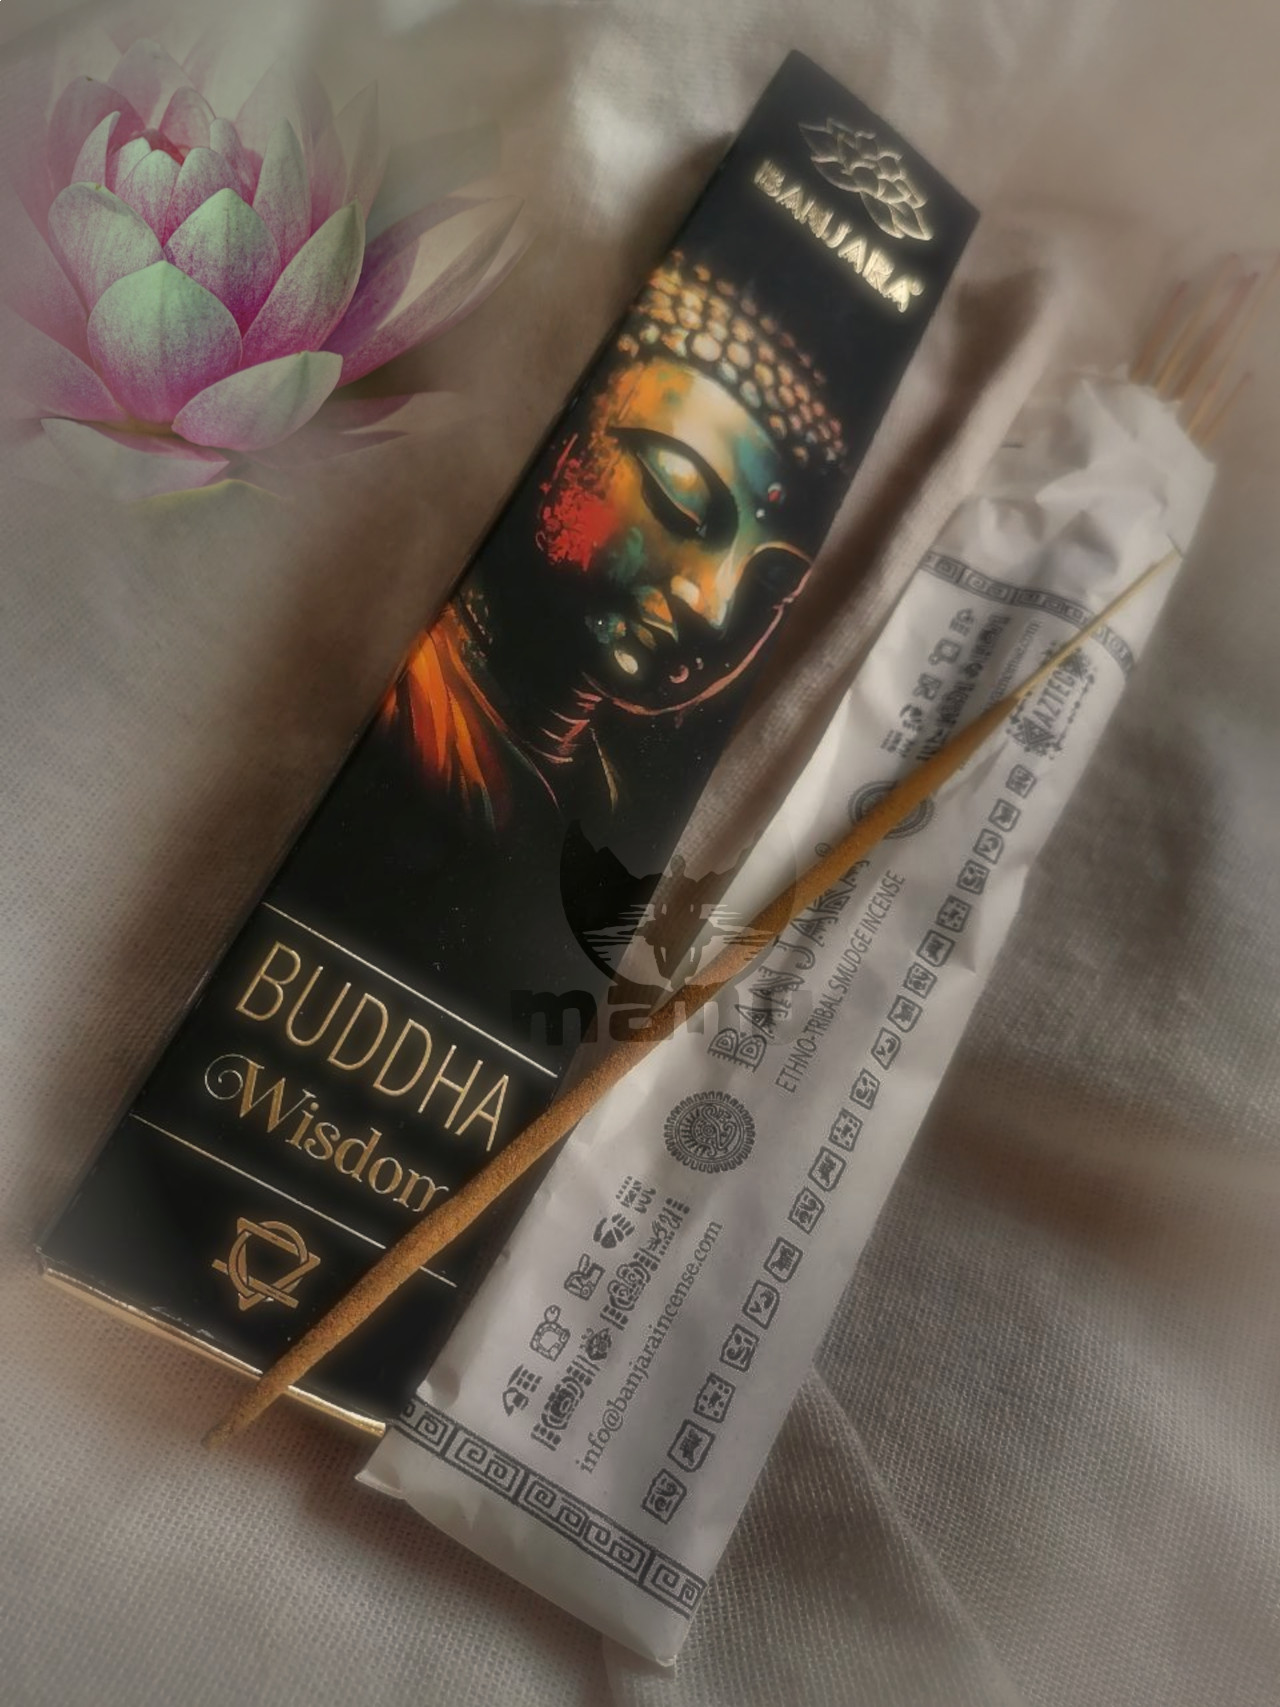 BANJARA®
BUDDHA
Wisdom
AZTEC
BANJARA®
ETHNO-TRIBAL SMUDGE INCENSE
info@banjaraincense.com